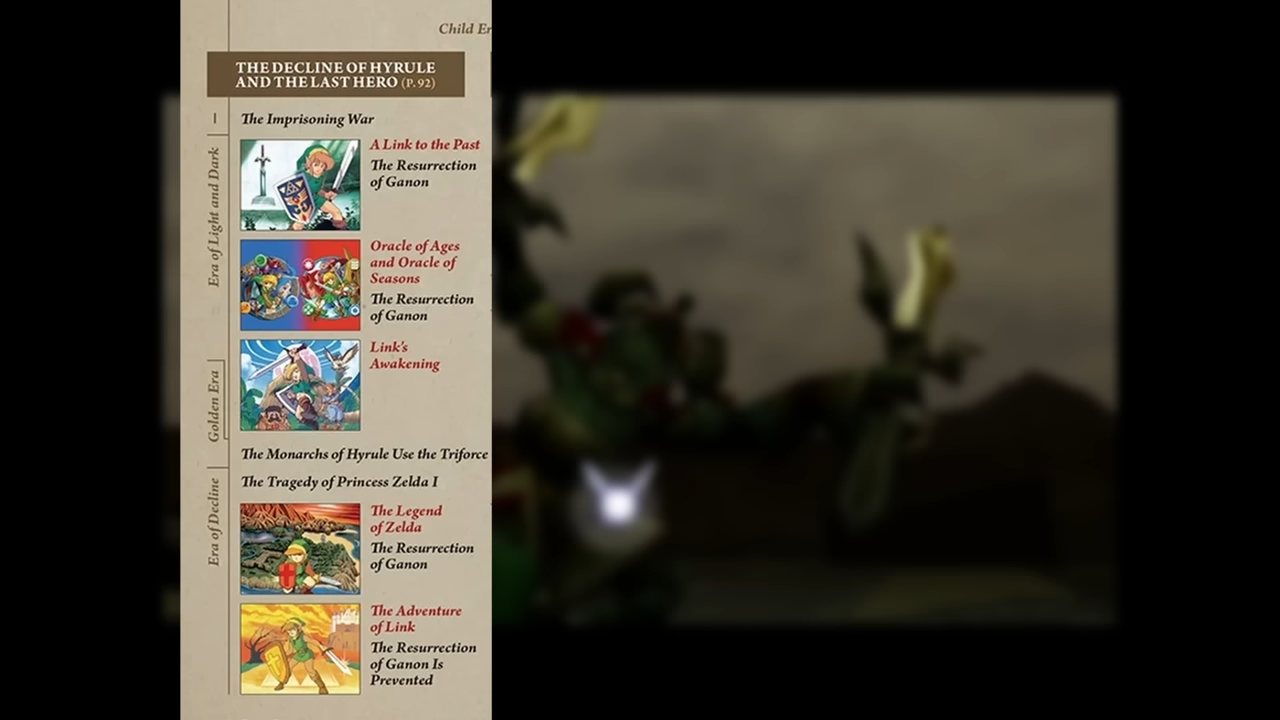 Child Er
THE DECLINE OF HYRULE
AND THE LAST HERO (P. 92)
I
The Imprisoning War
Era of Light and Dark
A Link to the Past
The Resurrection
of Ganon
Oracle of Ages
and Oracle of
Seasons
The Resurrection
of Ganon
Golden Era
Link's
Awakening
The Monarchs of Hyrule Use the Triforce
Era of Decline
The Tragedy of Princess Zelda I
The Legend
of Zelda
The Resurrection
of Ganon
The Adventure
of Link
The Resurrection
of Ganon Is
Prevented